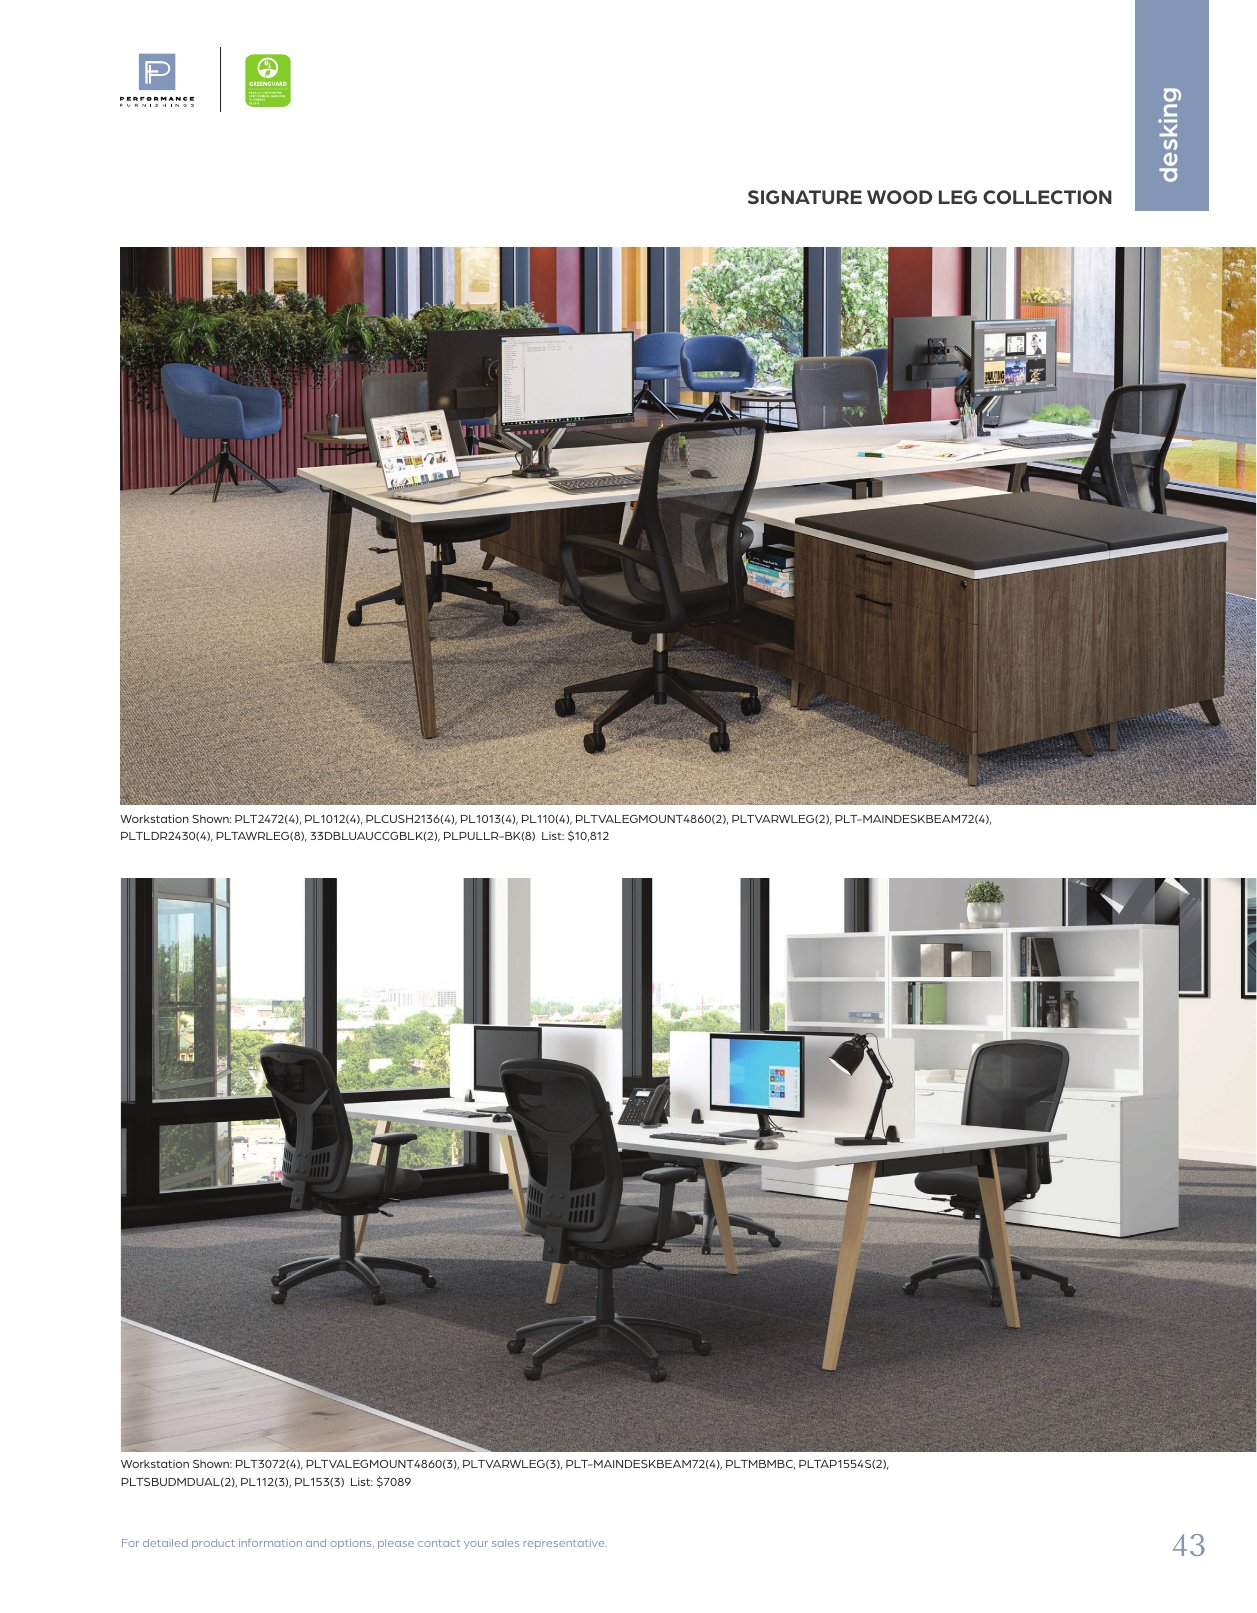 PERFORMANCE
FURNISHINGS
GREENGUARD
desking
SIGNATURE WOOD LEG COLLECTION
Workstation Shown: PLT2472(4), PL1012(4), PLCUSH2136(4), PL1013(4), PL110(4), PLTVALEGMOUNT4860(2), PLTVARWLEG(2), PLT-MAINDESKBEAM72(4),
PLTLDR2430(4), PLTAWRLEG(8), 33DBLUAUCCGBLK(2), PLPULLR-BK(8) List: $10,812
Workstation Shown: PLT3072(4), PLTVALEGMOUNT4860(3), PLTVARWLEG(3), PLT-MAINDESKBEAM72(4), PLTMBMBC, PLTAP1554S(2),
PLTSBUDMDUAL(2), PL112(3), PL153(3) List: $7089
For detailed product information and options, please contact your sales representative.
43